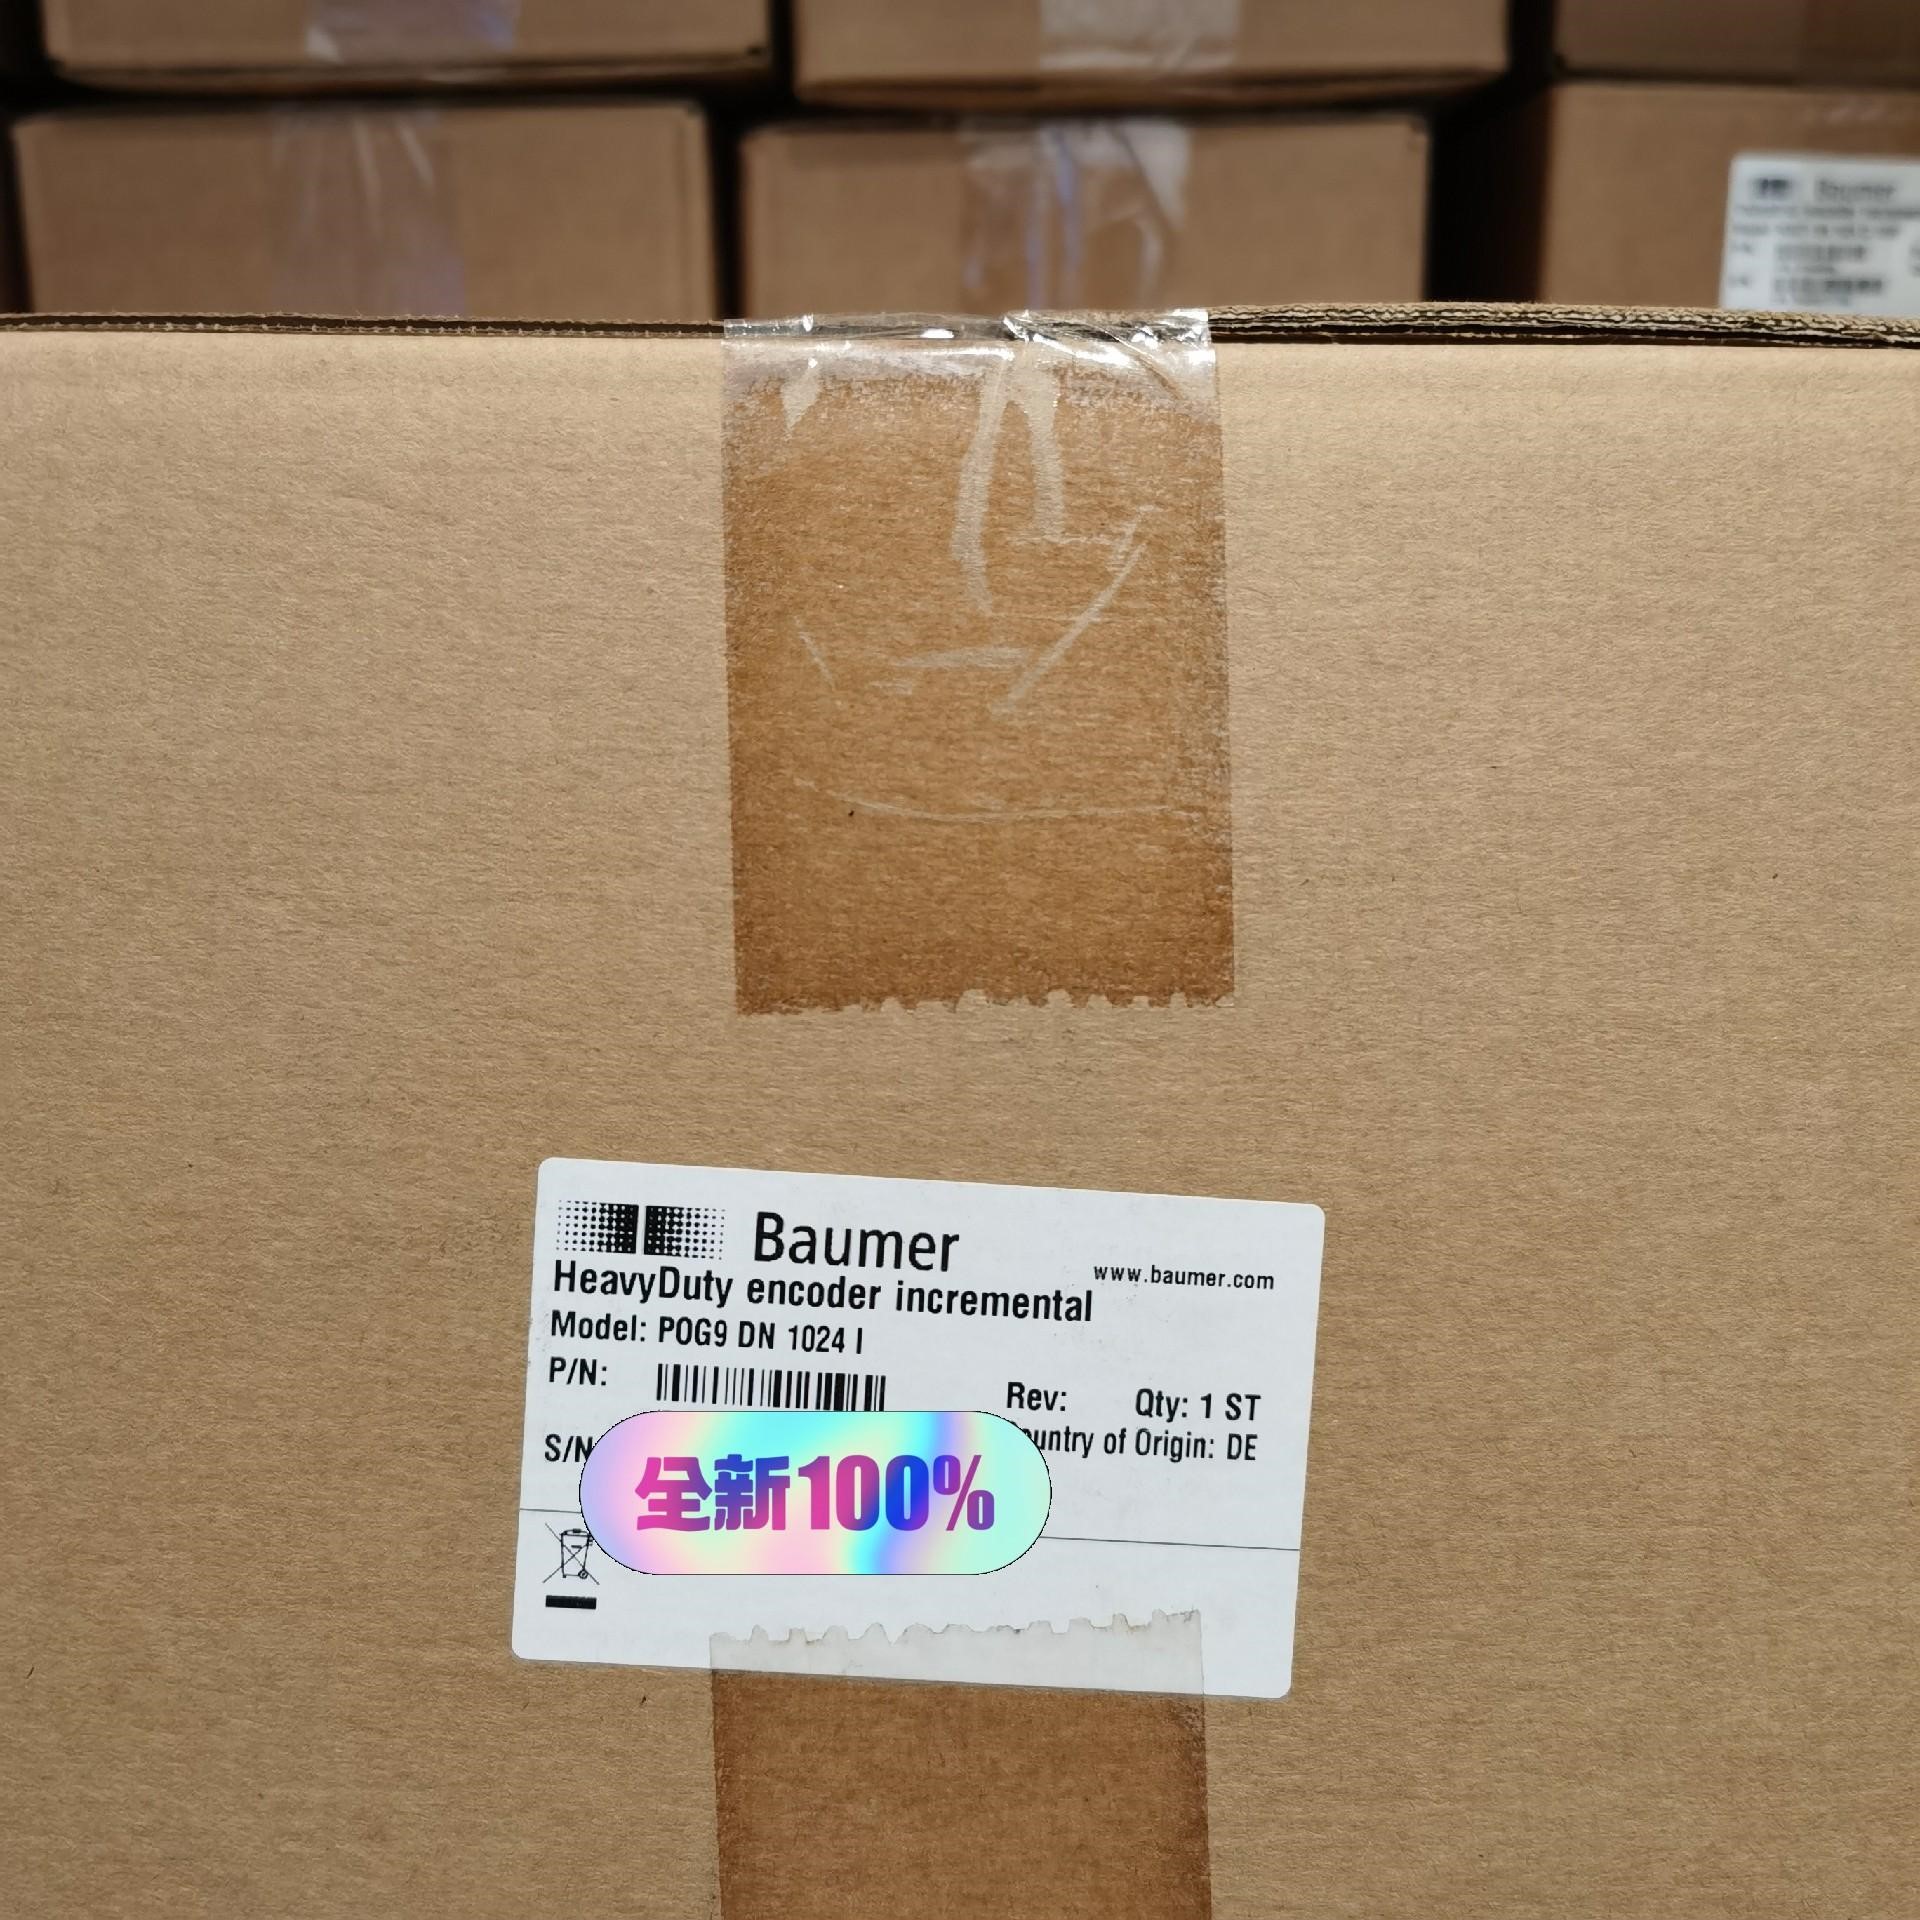 Baumer
www.baumer.com
HeavyDuty encoder incremental
Model: POG9 DN 1024 I
P/N:
Rev: Qty: 1 ST
S/N
of Origin: DE
全新100%
Baumer